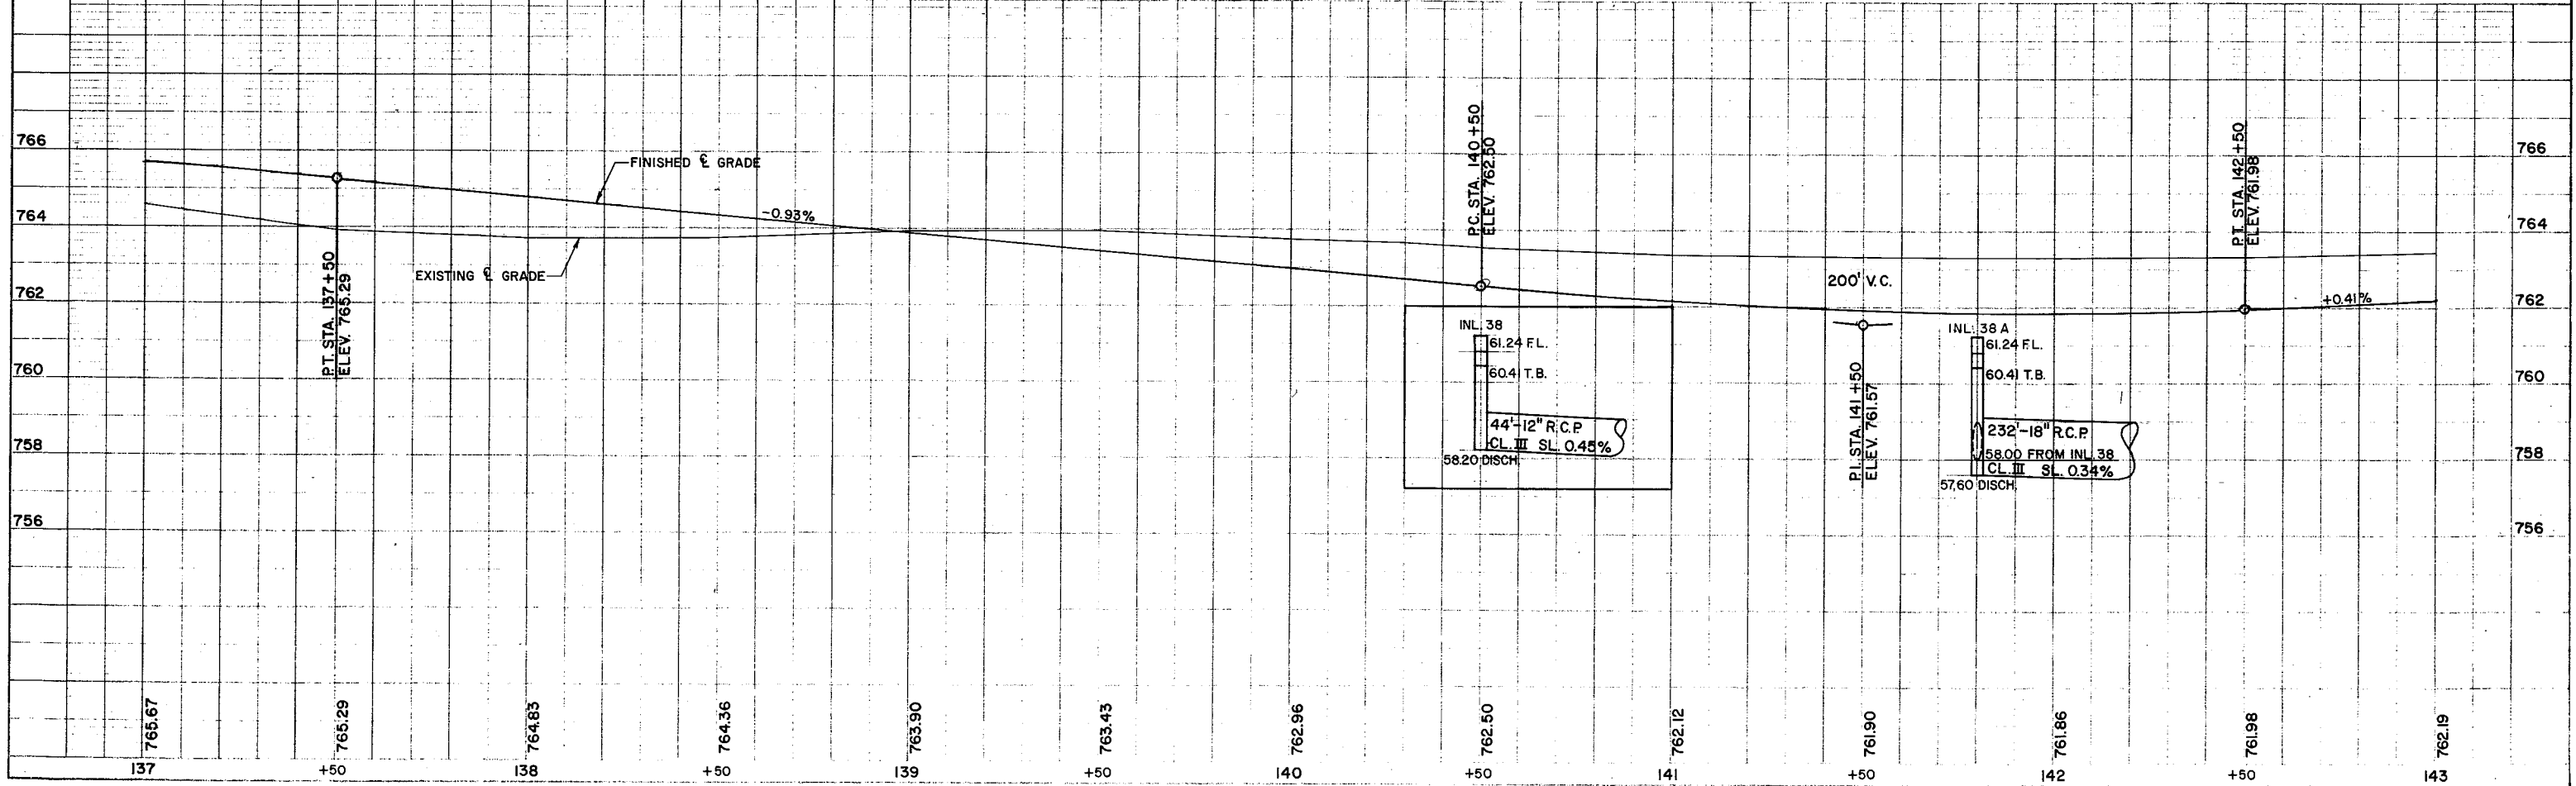 766
764
762
760
758
756
FINISHED ℄ GRADE
-0.93%
EXISTING ℄ GRADE
P.T. STA. 137+50
ELEV. 765.29
P.C. STA. 140+50
ELEV. 762.50
INL. 38
61.24 F.L.
60.41 T.B.
44'-12" R.C.P.
CL. III SL. 0.45%
58.20 DISCH.
200' V.C.
P.I. STA. 141+50
ELEV. 761.57
INL. 38 A
61.24 F.L.
60.41 T.B.
232'-18" R.C.P.
58.00 FROM INL. 38
CL. III SL. 0.34%
57.60 DISCH.
P.T. STA. 142+50
ELEV. 761.98
+0.41%
766
764
762
760
758
756
765.67
765.29
764.83
764.36
763.90
763.43
762.96
762.50
762.12
761.90
761.86
761.98
762.19
137 +50 138 +50 139 +50 140 +50 141 +50 142 +50 143